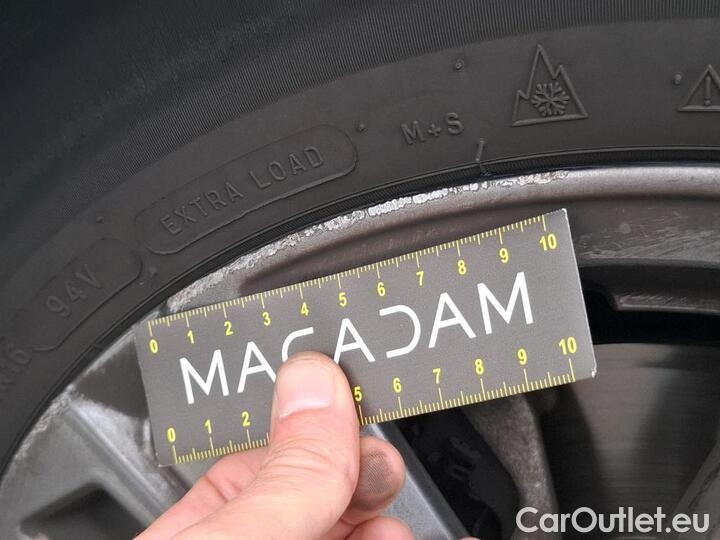 M+S
EXTRA LOAD
94V
0 1 2 3 4 5 6 7 8 9 10
MACADAM
0 1 2 5 6 7 8 9 10
CarOutlet.eu